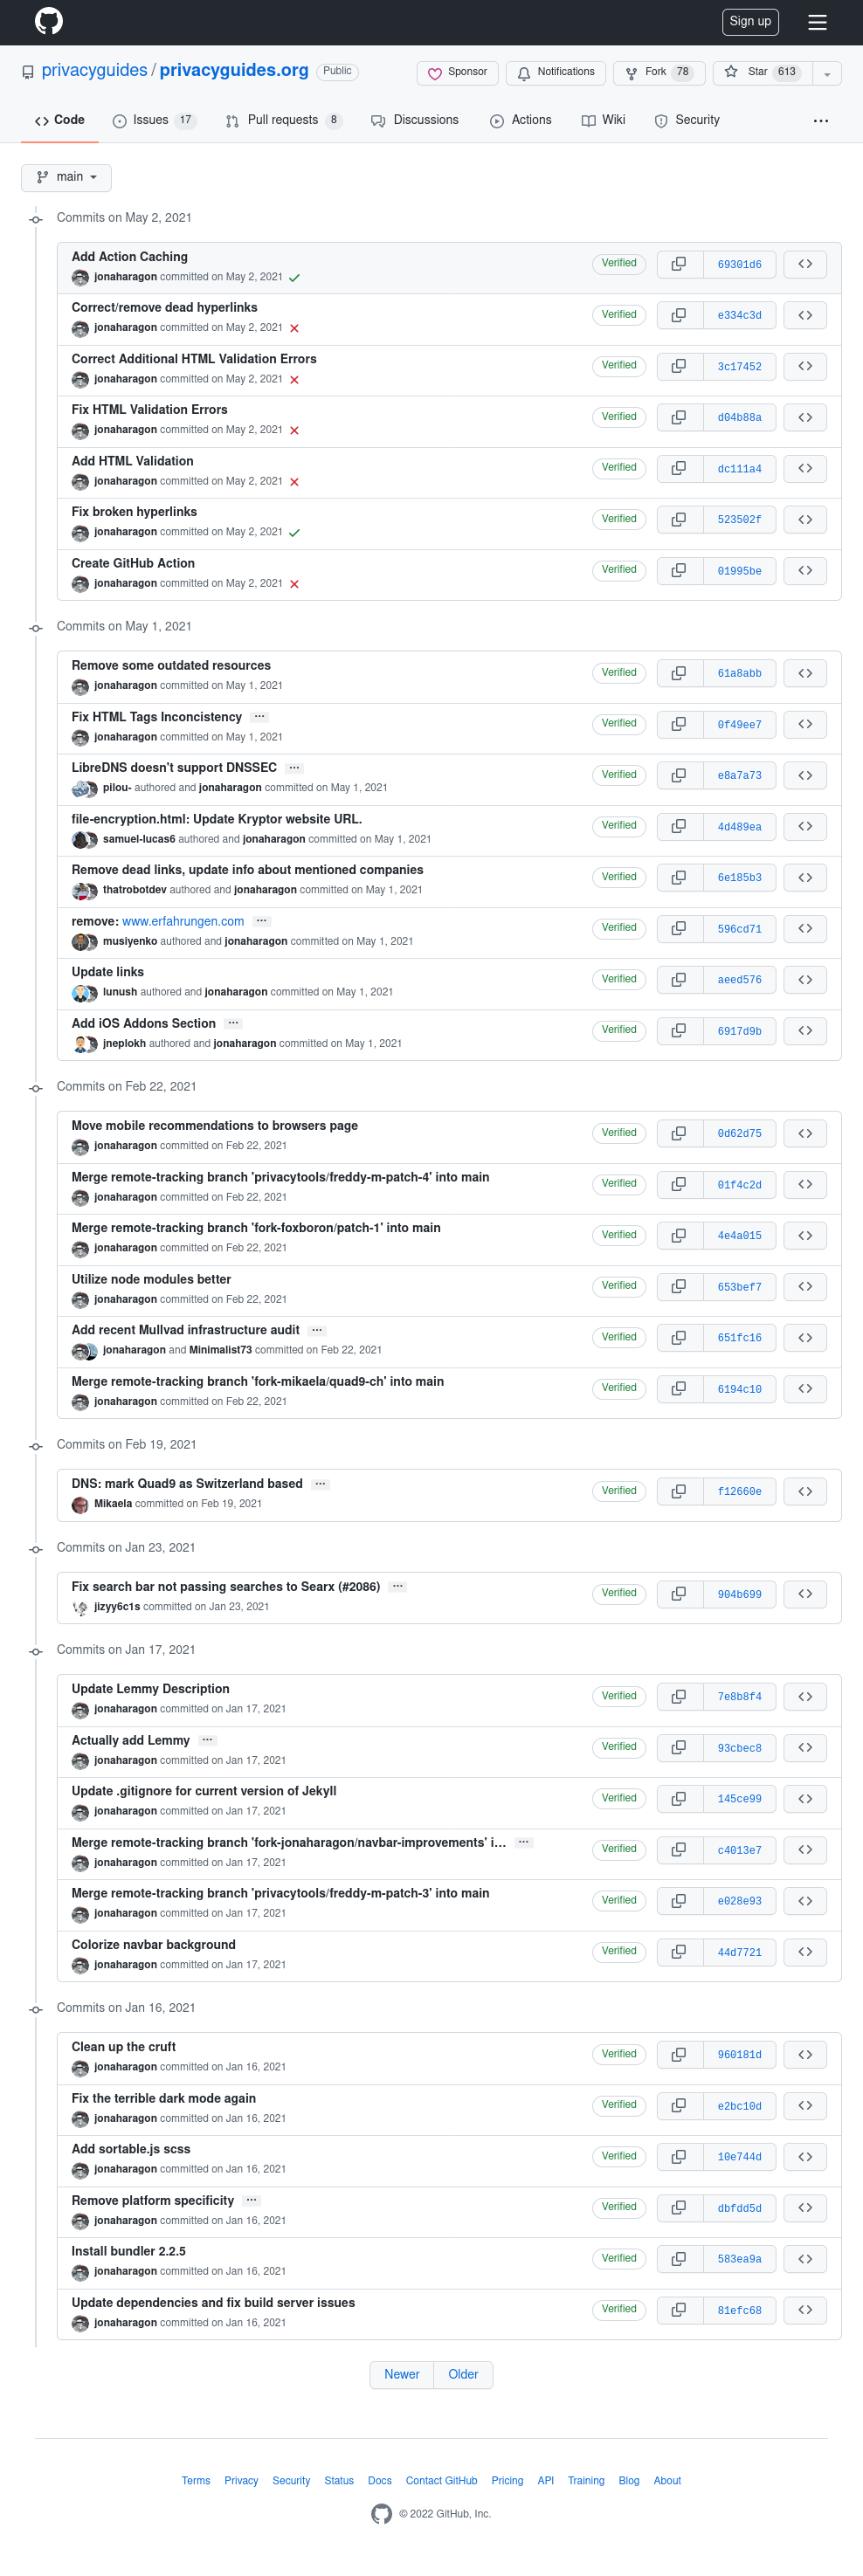 Sign up
privacyguides / privacyguides.org Public
Sponsor Notifications Fork 78 Star 613
Code Issues 17 Pull requests 8 Discussions Actions Wiki Security ...
main
Commits on May 2, 2021
Add Action Caching
jonaharagon committed on May 2, 2021
Verified 69301d6
Correct/remove dead hyperlinks
jonaharagon committed on May 2, 2021
Verified e334c3d
Correct Additional HTML Validation Errors
jonaharagon committed on May 2, 2021
Verified 3c17452
Fix HTML Validation Errors
jonaharagon committed on May 2, 2021
Verified d04b88a
Add HTML Validation
jonaharagon committed on May 2, 2021
Verified dc111a4
Fix broken hyperlinks
jonaharagon committed on May 2, 2021
Verified 523502f
Create GitHub Action
jonaharagon committed on May 2, 2021
Verified 01995be
Commits on May 1, 2021
Remove some outdated resources
jonaharagon committed on May 1, 2021
Verified 61a8abb
Fix HTML Tags Inconcistency ...
jonaharagon committed on May 1, 2021
Verified 0f49ee7
LibreDNS doesn't support DNSSEC ...
pilou- authored and jonaharagon committed on May 1, 2021
Verified e8a7a73
file-encryption.html: Update Kryptor website URL.
samuel-lucas6 authored and jonaharagon committed on May 1, 2021
Verified 4d489ea
Remove dead links, update info about mentioned companies
thatrobotdev authored and jonaharagon committed on May 1, 2021
Verified 6e185b3
remove: www.erfahrungen.com ...
musiyenko authored and jonaharagon committed on May 1, 2021
Verified 596cd71
Update links
lunush authored and jonaharagon committed on May 1, 2021
Verified aeed576
Add iOS Addons Section ...
jneplokh authored and jonaharagon committed on May 1, 2021
Verified 6917d9b
Commits on Feb 22, 2021
Move mobile recommendations to browsers page
jonaharagon committed on Feb 22, 2021
Verified 0d62d75
Merge remote-tracking branch 'privacytools/freddy-m-patch-4' into main
jonaharagon committed on Feb 22, 2021
Verified 01f4c2d
Merge remote-tracking branch 'fork-foxboron/patch-1' into main
jonaharagon committed on Feb 22, 2021
Verified 4e4a015
Utilize node modules better
jonaharagon committed on Feb 22, 2021
Verified 653bef7
Add recent Mullvad infrastructure audit ...
jonaharagon and Minimalist73 committed on Feb 22, 2021
Verified 651fc16
Merge remote-tracking branch 'fork-mikaela/quad9-ch' into main
jonaharagon committed on Feb 22, 2021
Verified 6194c10
Commits on Feb 19, 2021
DNS: mark Quad9 as Switzerland based ...
Mikaela committed on Feb 19, 2021
Verified f12660e
Commits on Jan 23, 2021
Fix search bar not passing searches to Searx (#2086) ...
jizyy6c1s committed on Jan 23, 2021
Verified 904b699
Commits on Jan 17, 2021
Update Lemmy Description
jonaharagon committed on Jan 17, 2021
Verified 7e8b8f4
Actually add Lemmy ...
jonaharagon committed on Jan 17, 2021
Verified 93cbec8
Update .gitignore for current version of Jekyll
jonaharagon committed on Jan 17, 2021
Verified 145ce99
Merge remote-tracking branch 'fork-jonaharagon/navbar-improvements' i... ...
jonaharagon committed on Jan 17, 2021
Verified c4013e7
Merge remote-tracking branch 'privacytools/freddy-m-patch-3' into main
jonaharagon committed on Jan 17, 2021
Verified e028e93
Colorize navbar background
jonaharagon committed on Jan 17, 2021
Verified 44d7721
Commits on Jan 16, 2021
Clean up the cruft
jonaharagon committed on Jan 16, 2021
Verified 960181d
Fix the terrible dark mode again
jonaharagon committed on Jan 16, 2021
Verified e2bc10d
Add sortable.js scss
jonaharagon committed on Jan 16, 2021
Verified 10e744d
Remove platform specificity ...
jonaharagon committed on Jan 16, 2021
Verified dbfdd5d
Install bundler 2.2.5
jonaharagon committed on Jan 16, 2021
Verified 583ea9a
Update dependencies and fix build server issues
jonaharagon committed on Jan 16, 2021
Verified 81efc68
Newer Older
Terms Privacy Security Status Docs Contact GitHub Pricing API Training Blog About
© 2022 GitHub, Inc.